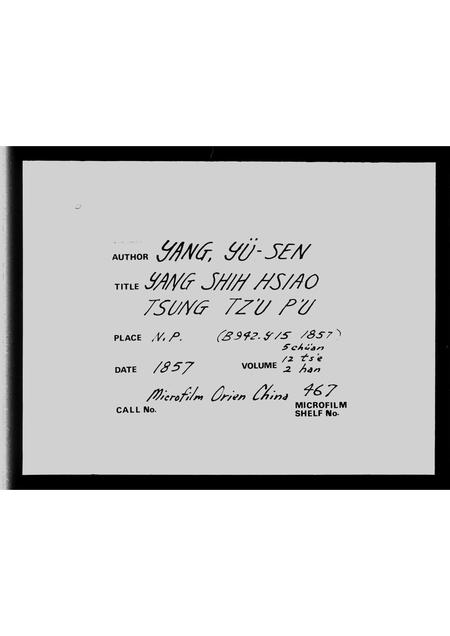 AUTHOR YANG, YÜ-SEN
TITLE YANG SHIH HSIAO
TSUNG TZ'U P'U
PLACE N.P. (B942.Y15 1857)
5 chüan
12 ts'e
DATE 1857 VOLUME 2 han
Microfilm Orien China 467
CALL No. MICROFILM
SHELF No.